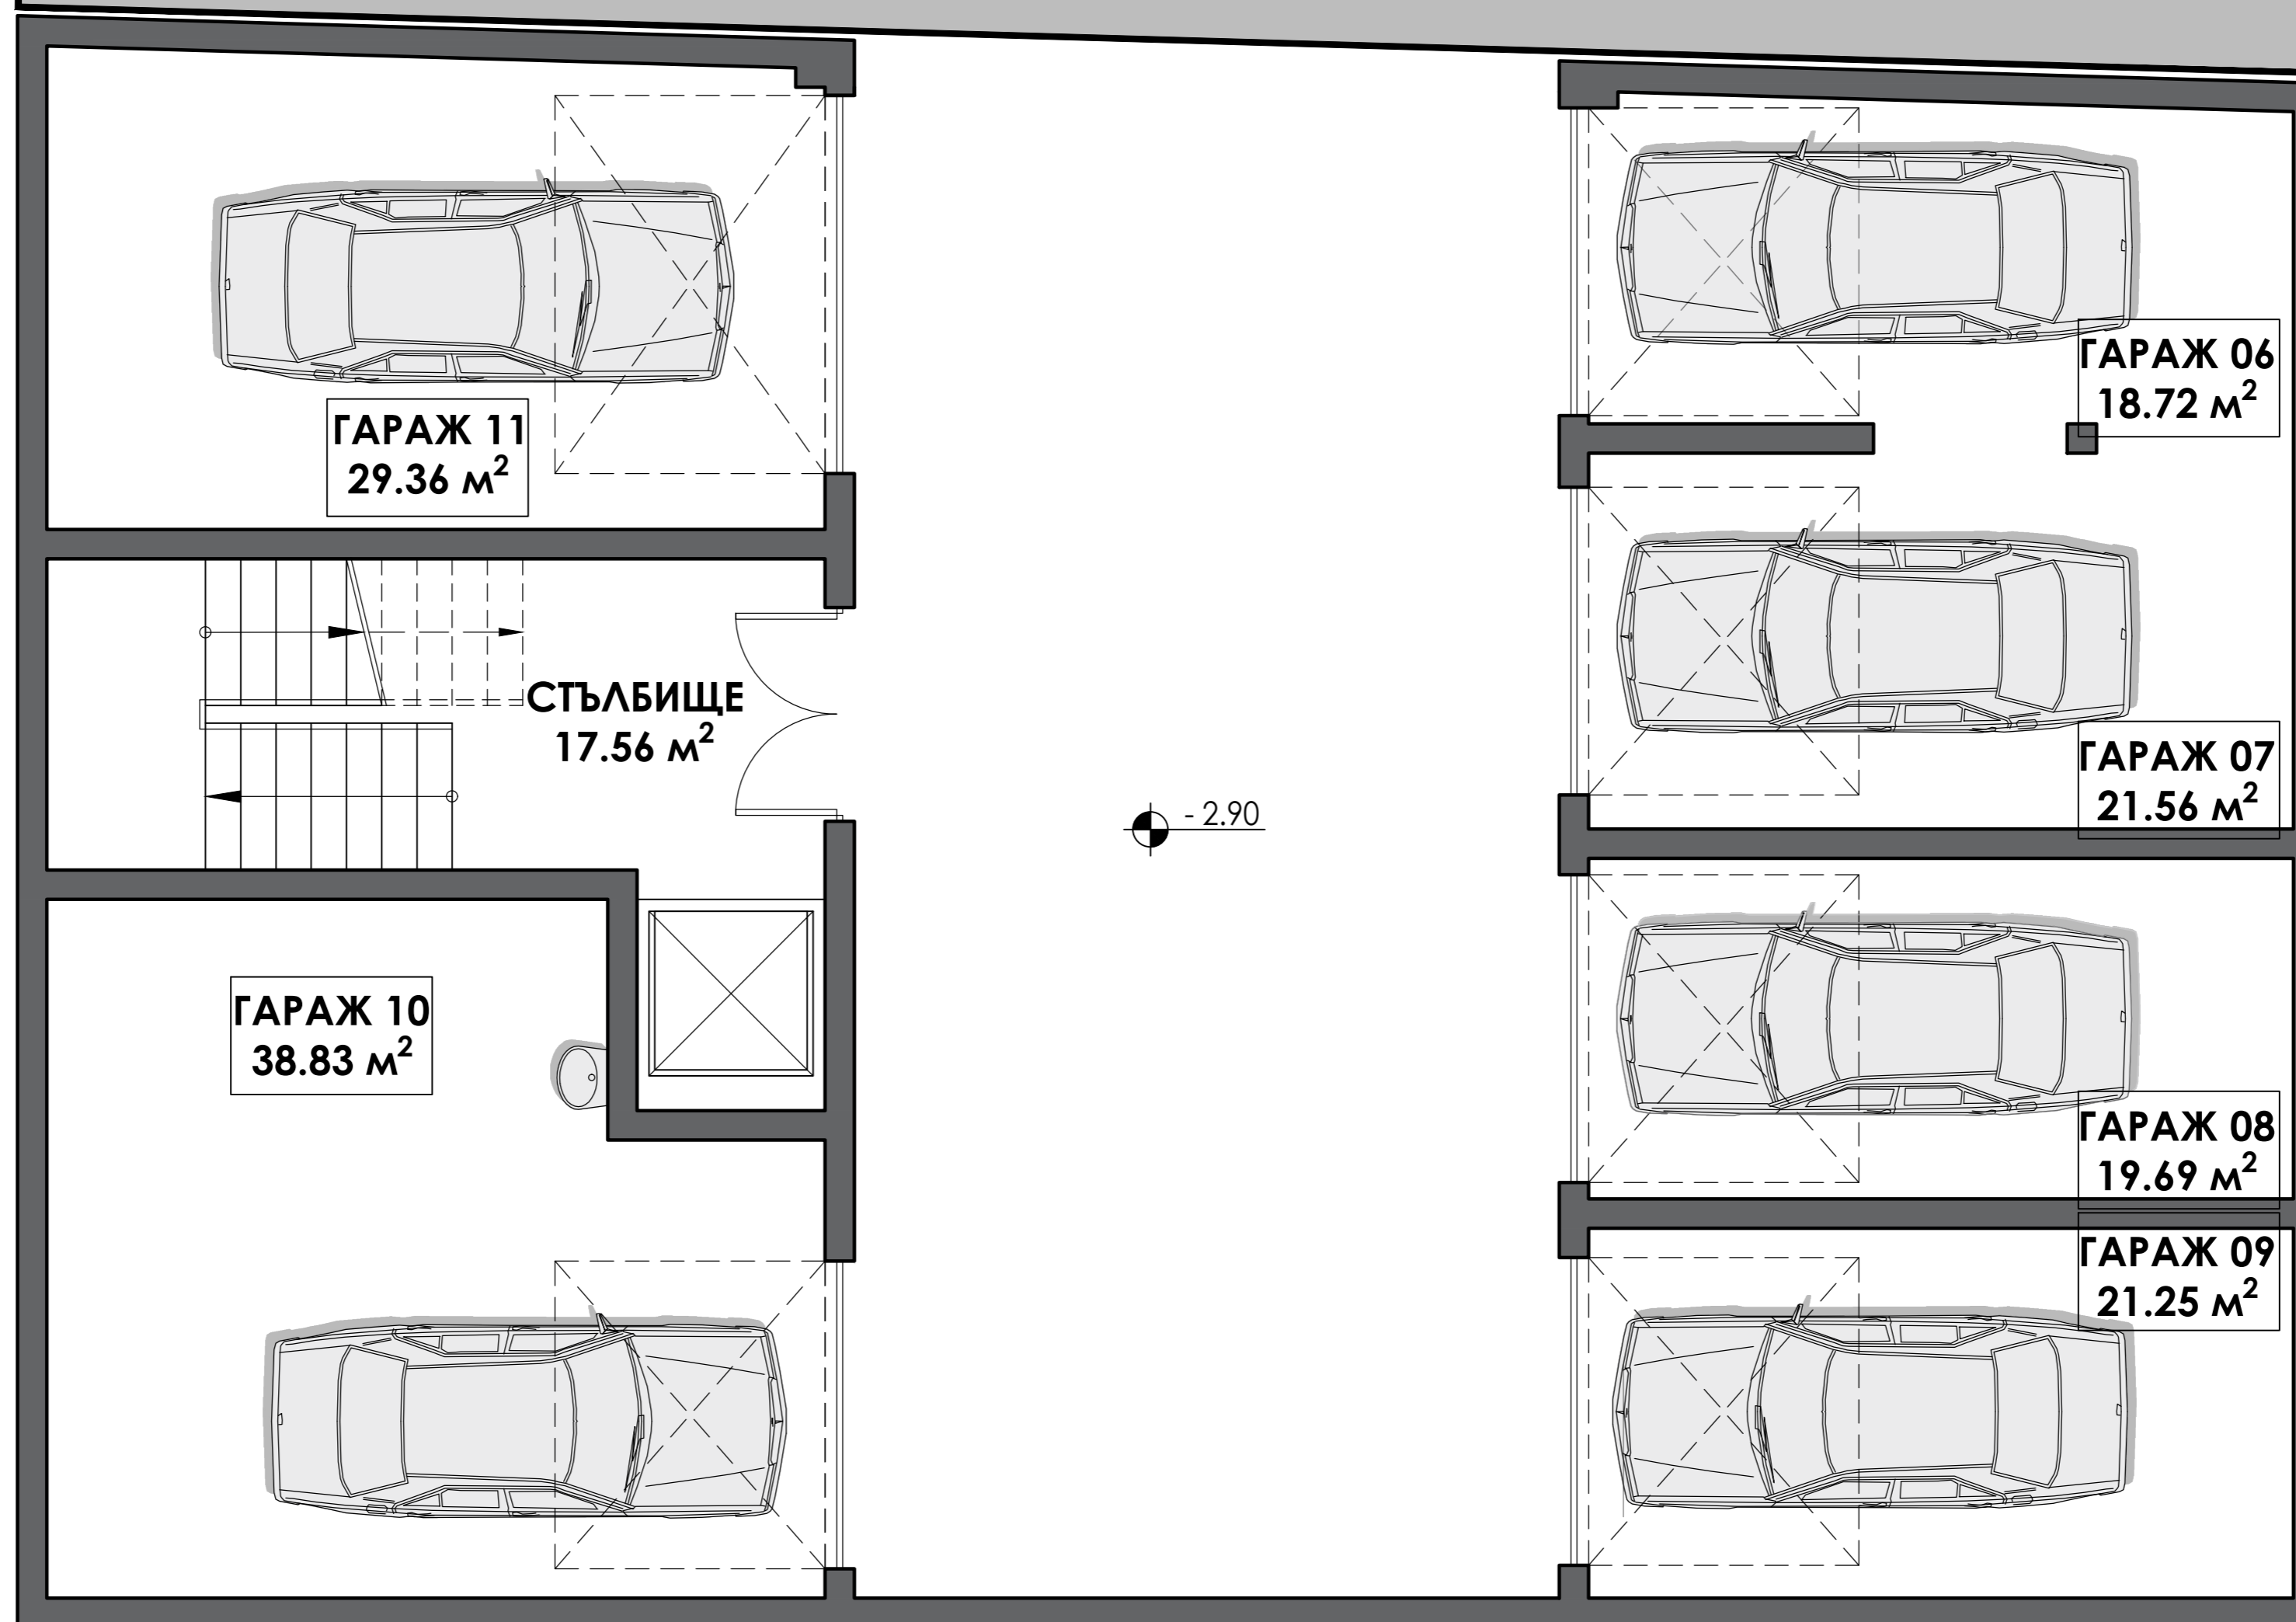 ГАРАЖ 11
29.36 м²
ГАРАЖ 06
18.72 м²
СТЪЛБИЩЕ
17.56 м²
- 2.90
ГАРАЖ 07
21.56 м²
ГАРАЖ 10
38.83 м²
ГАРАЖ 08
19.69 м²
ГАРАЖ 09
21.25 м²